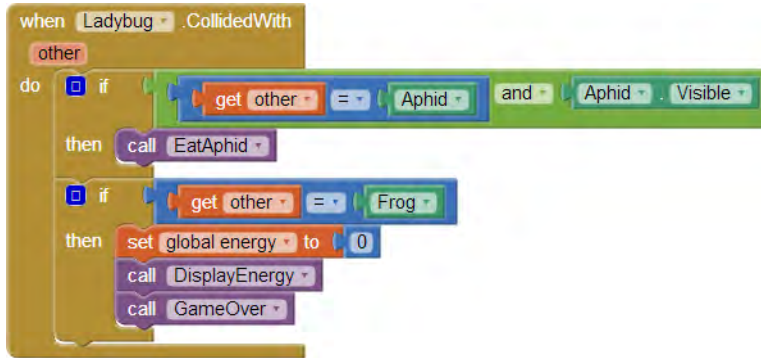 when Ladybug .CollidedWith
other
do if get other = Aphid and Aphid . Visible
then call EatAphid
if get other = Frog
then set global energy to 0
call DisplayEnergy
call GameOver